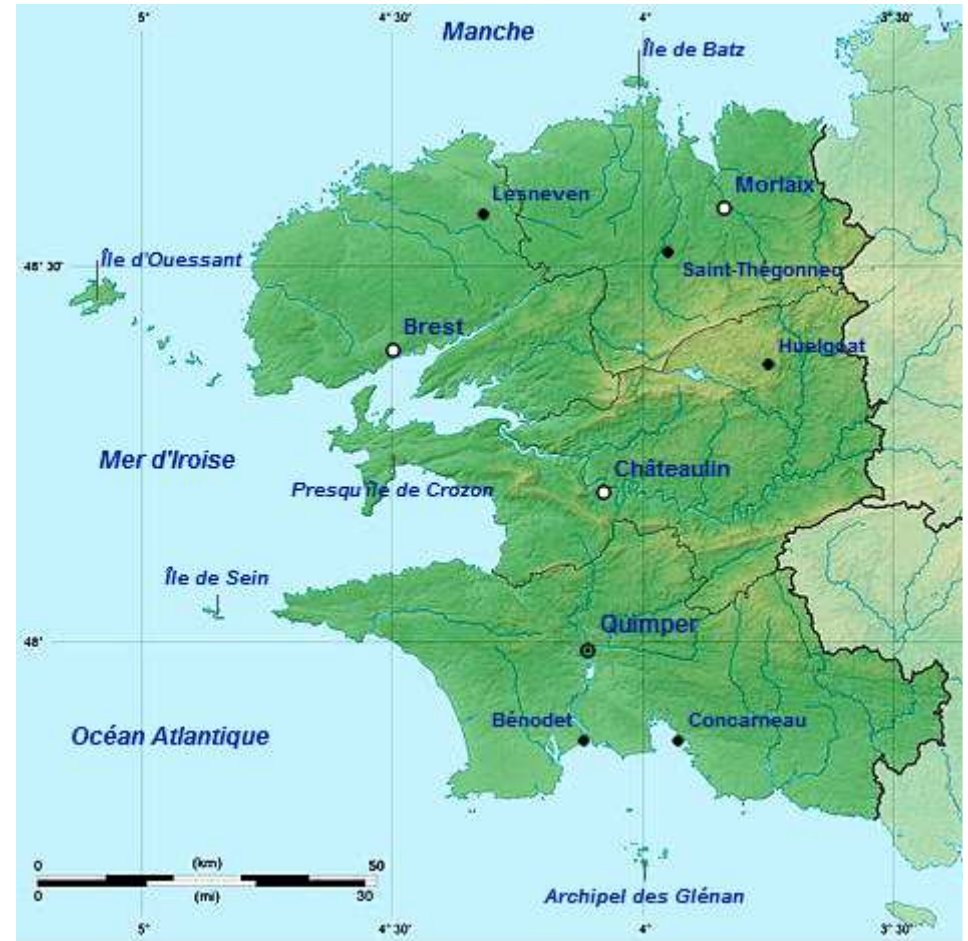 5°
4° 30'
4°
3° 30'
Manche
Île de Batz
Morlaix
Lesneven
Île d'Ouessant
48° 30'
Saint-Thégonnec
Brest
Huelgoat
Mer d'Iroise
Châteaulin
Presqu'île de Crozon
Île de Sein
Quimper
48°
Bénodet
Concarneau
Océan Atlantique
0 (km) 50
0 (mi) 30
Archipel des Glénan
5°
4° 30'
4°
3° 30'